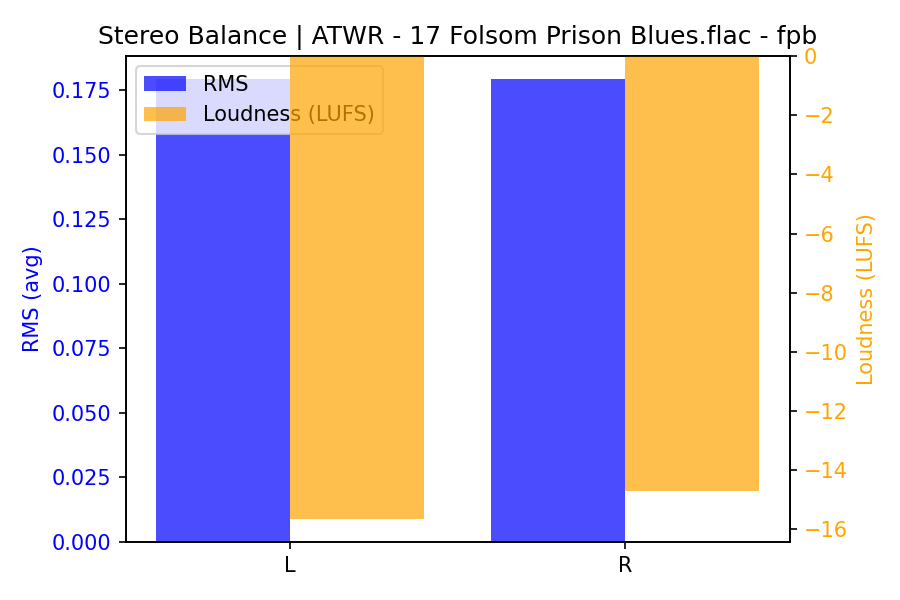 Stereo Balance | ATWR - 17 Folsom Prison Blues.flac - fpb
RMS
Loudness (LUFS)
RMS (avg)
0.175
0.150
0.125
0.100
0.075
0.050
0.025
0.000
L
R
0
−2
−4
−6
−8
−10
−12
−14
−16
Loudness (LUFS)